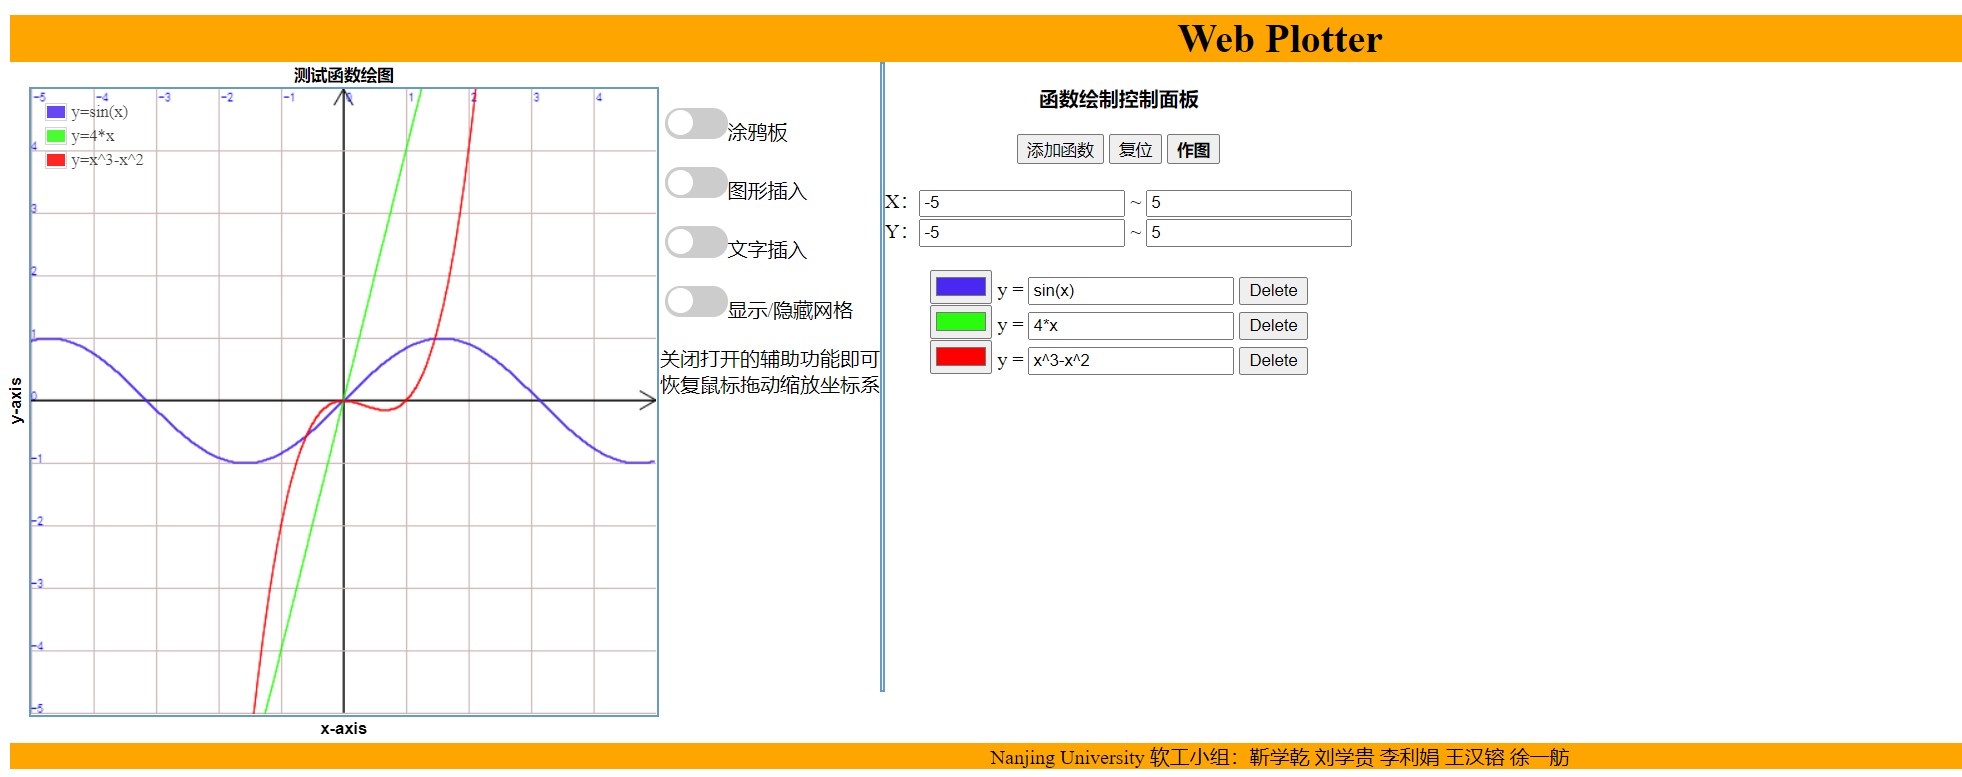 Web Plotter
测试函数绘图
-5 -4 -3 -2 -1 0 1 2 3 4
y=sin(x)
y=4*x
y=x^3-x^2
4
3
2
1
0
-1
-2
-3
-4
-5
y-axis
x-axis
涂鸦板
图形插入
文字插入
显示/隐藏网格
关闭打开的辅助功能即可
恢复鼠标拖动缩放坐标系
函数绘制控制面板
添加函数 复位 作图
X： -5 ~ 5
Y： -5 ~ 5
y = sin(x) Delete
y = 4*x Delete
y = x^3-x^2 Delete
Nanjing University 软工小组：靳学乾 刘学贵 李利娟 王汉镕 徐一舫